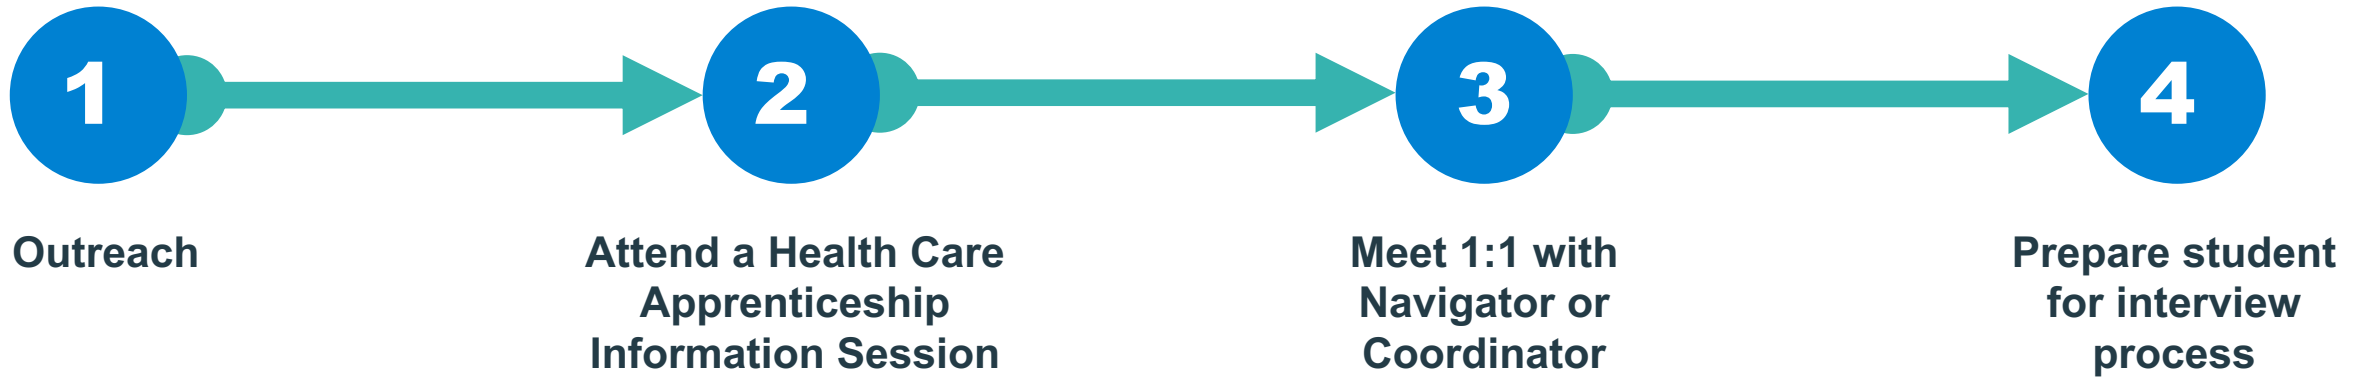 1
2
3
4
Outreach
Attend a Health Care
Apprenticeship
Information Session
Meet 1:1 with
Navigator or
Coordinator
Prepare student
for interview
process